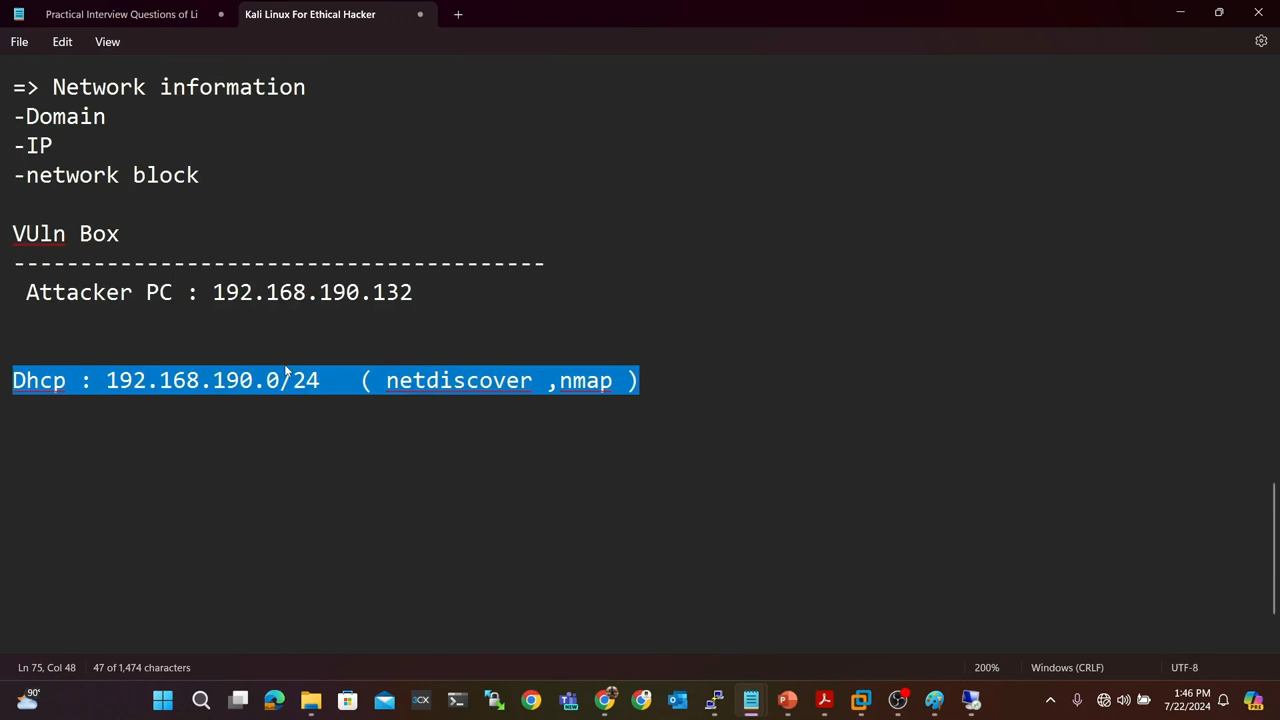 Practical Interview Questions of Li
Kali Linux For Ethical Hacker
File Edit View
=> Network information
-Domain
-IP
-network block
VUln Box
----------------------------------------
Attacker PC : 192.168.190.132
Dhcp : 192.168.190.0/24 ( netdiscover ,nmap )
Ln 75, Col 48 47 of 1,474 characters 200% Windows (CRLF) UTF-8
90° 1:46 PM
7/22/2024